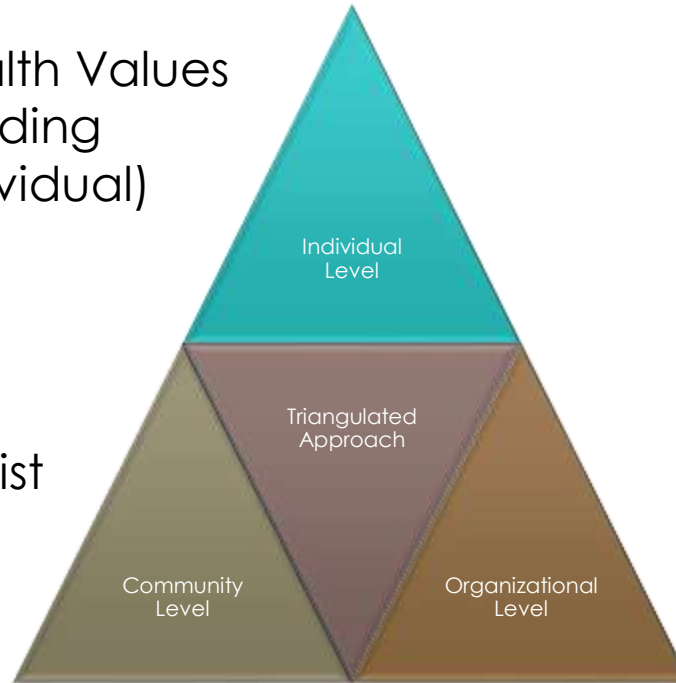 alth Values
ding
vidual)
ist
Individual
Level
Triangulated
Approach
Community
Level
Organizational
Level